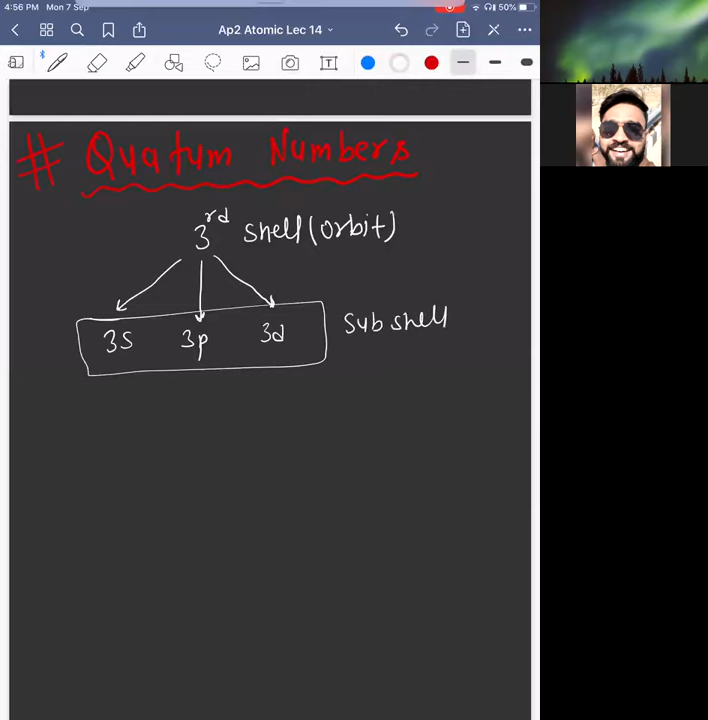 4:56 PM Mon 7 Sep
50%
Ap2 Atomic Lec 14
T
# Quatum Numbers
3rd shell (orbit)
3s 3p 3d
Sub shell